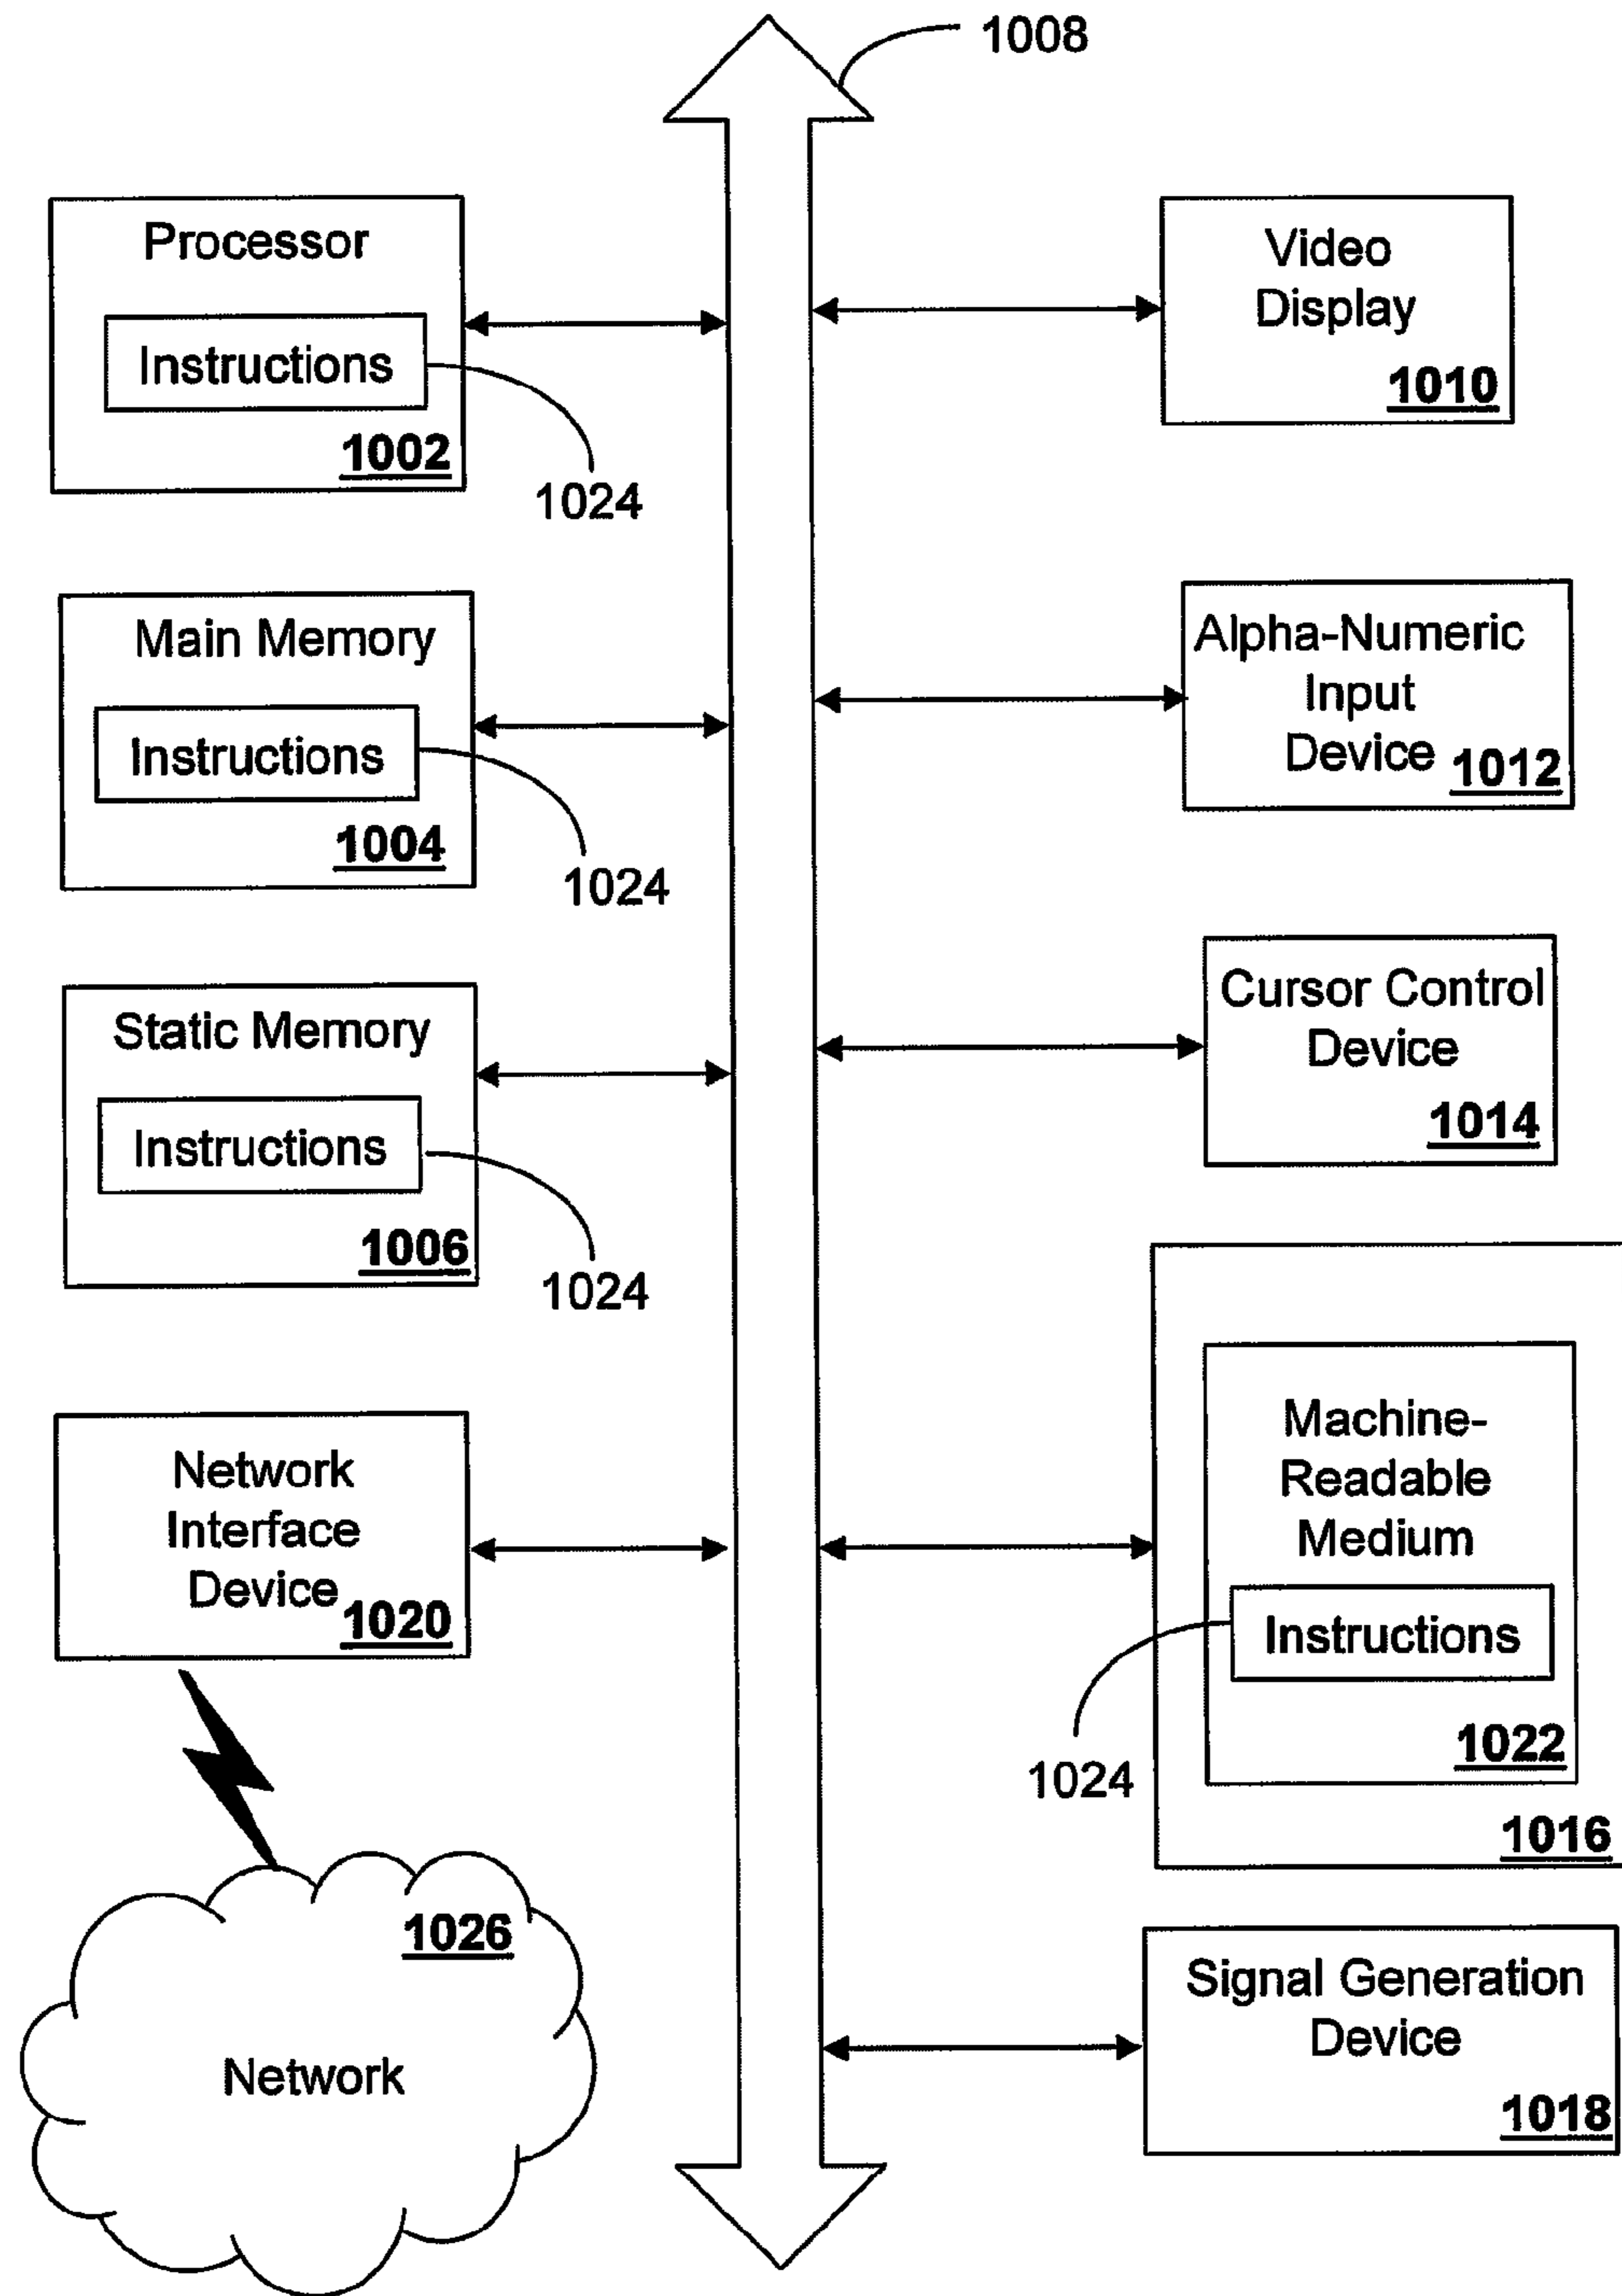 1008
Processor
Instructions
1002
1024
Main Memory
Instructions
1004
1024
Static Memory
Instructions
1006
1024
Network
Interface
Device
1020
1026
Network
Video
Display
1010
Alpha-Numeric
Input
Device
1012
Cursor Control
Device
1014
Machine-
Readable
Medium
Instructions
1022
1024
1016
Signal Generation
Device
1018